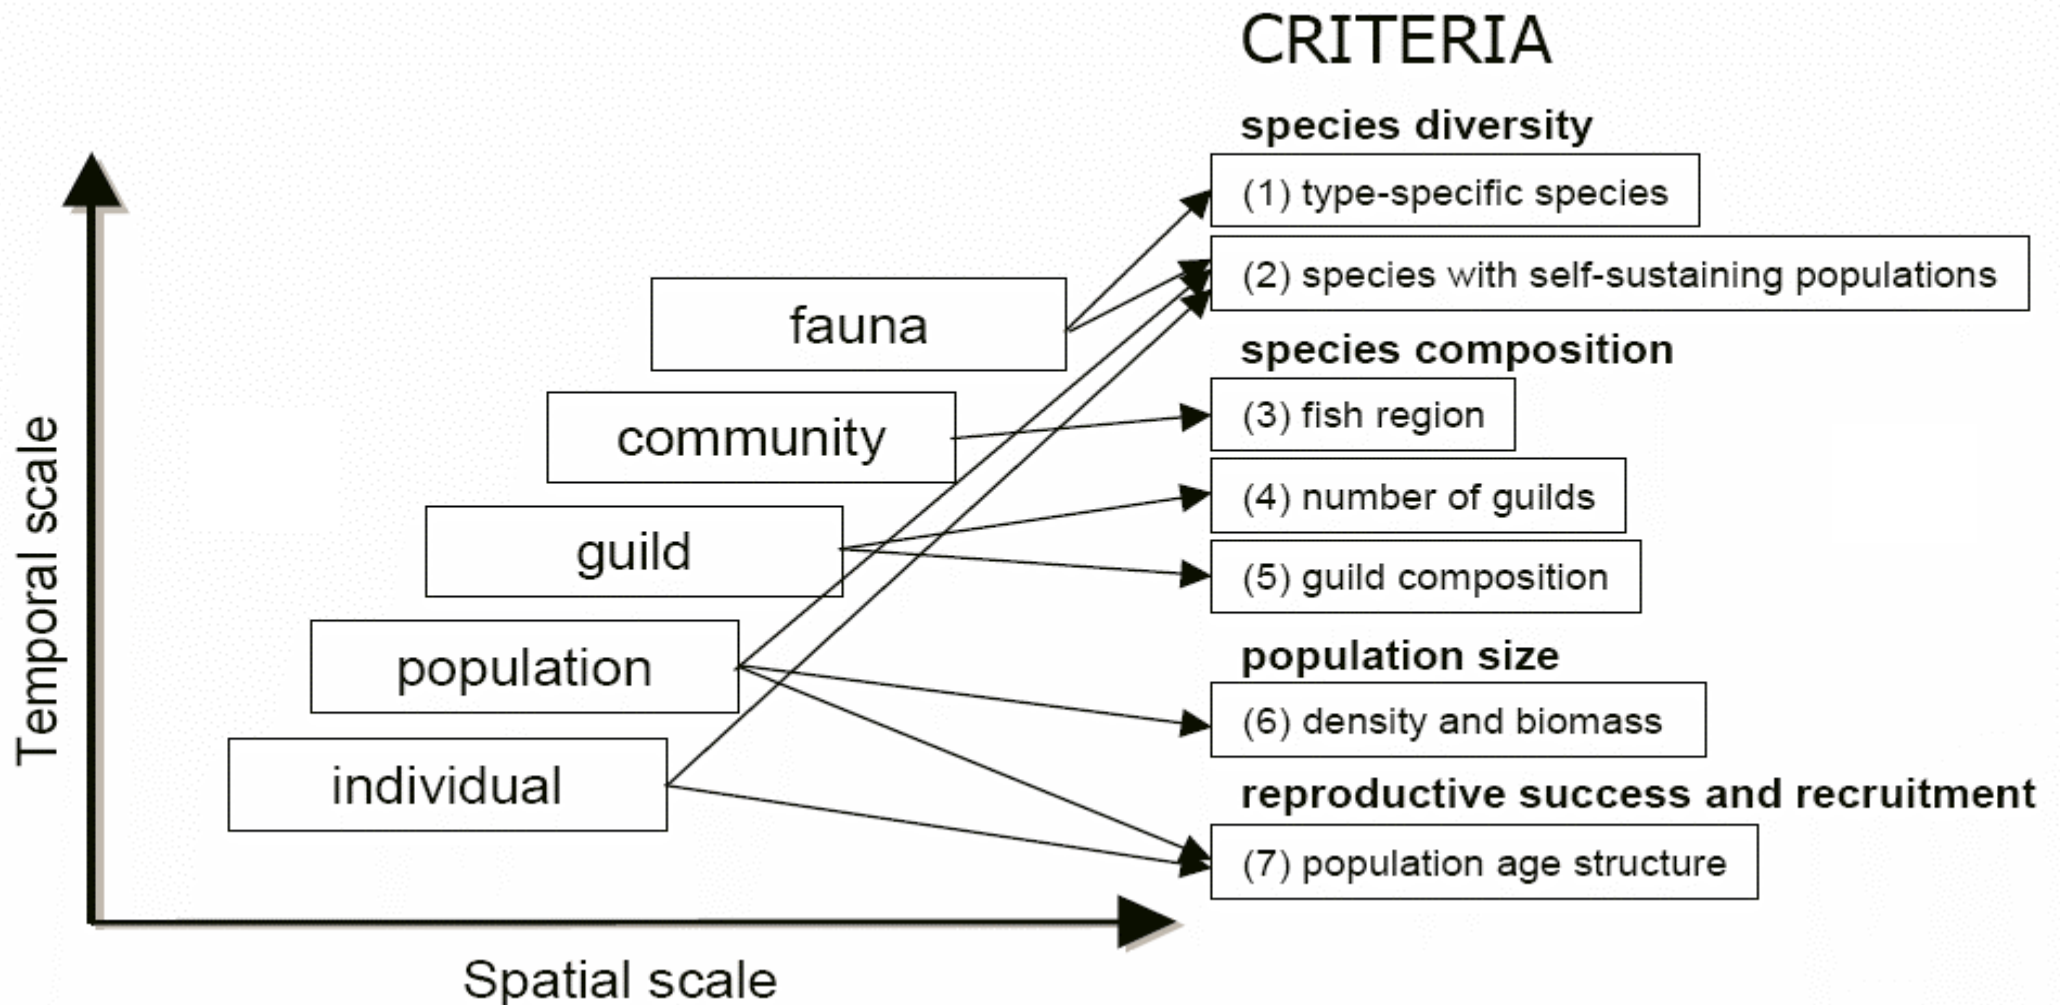 CRITERIA
species diversity
(1) type-specific species
(2) species with self-sustaining populations
fauna
species composition
(3) fish region
community
(4) number of guilds
guild
(5) guild composition
population size
population
(6) density and biomass
individual
reproductive success and recruitment
(7) population age structure
Temporal scale
Spatial scale